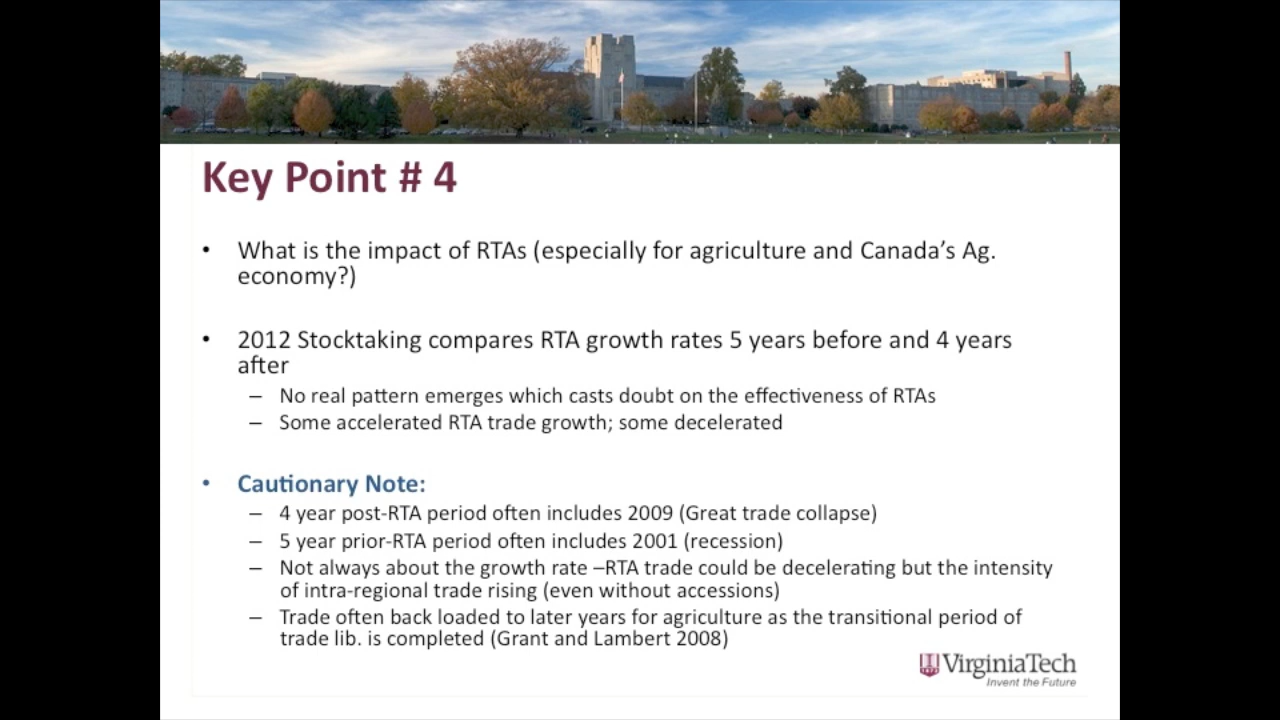 Key Point # 4
• What is the impact of RTAs (especially for agriculture and Canada’s Ag.
economy?)
• 2012 Stocktaking compares RTA growth rates 5 years before and 4 years
after
– No real pattern emerges which casts doubt on the effectiveness of RTAs
– Some accelerated RTA trade growth; some decelerated
• Cautionary Note:
– 4 year post-RTA period often includes 2009 (Great trade collapse)
– 5 year prior-RTA period often includes 2001 (recession)
– Not always about the growth rate –RTA trade could be decelerating but the intensity
of intra-regional trade rising (even without accessions)
– Trade often back loaded to later years for agriculture as the transitional period of
trade lib. is completed (Grant and Lambert 2008)
VirginiaTech
Invent the Future